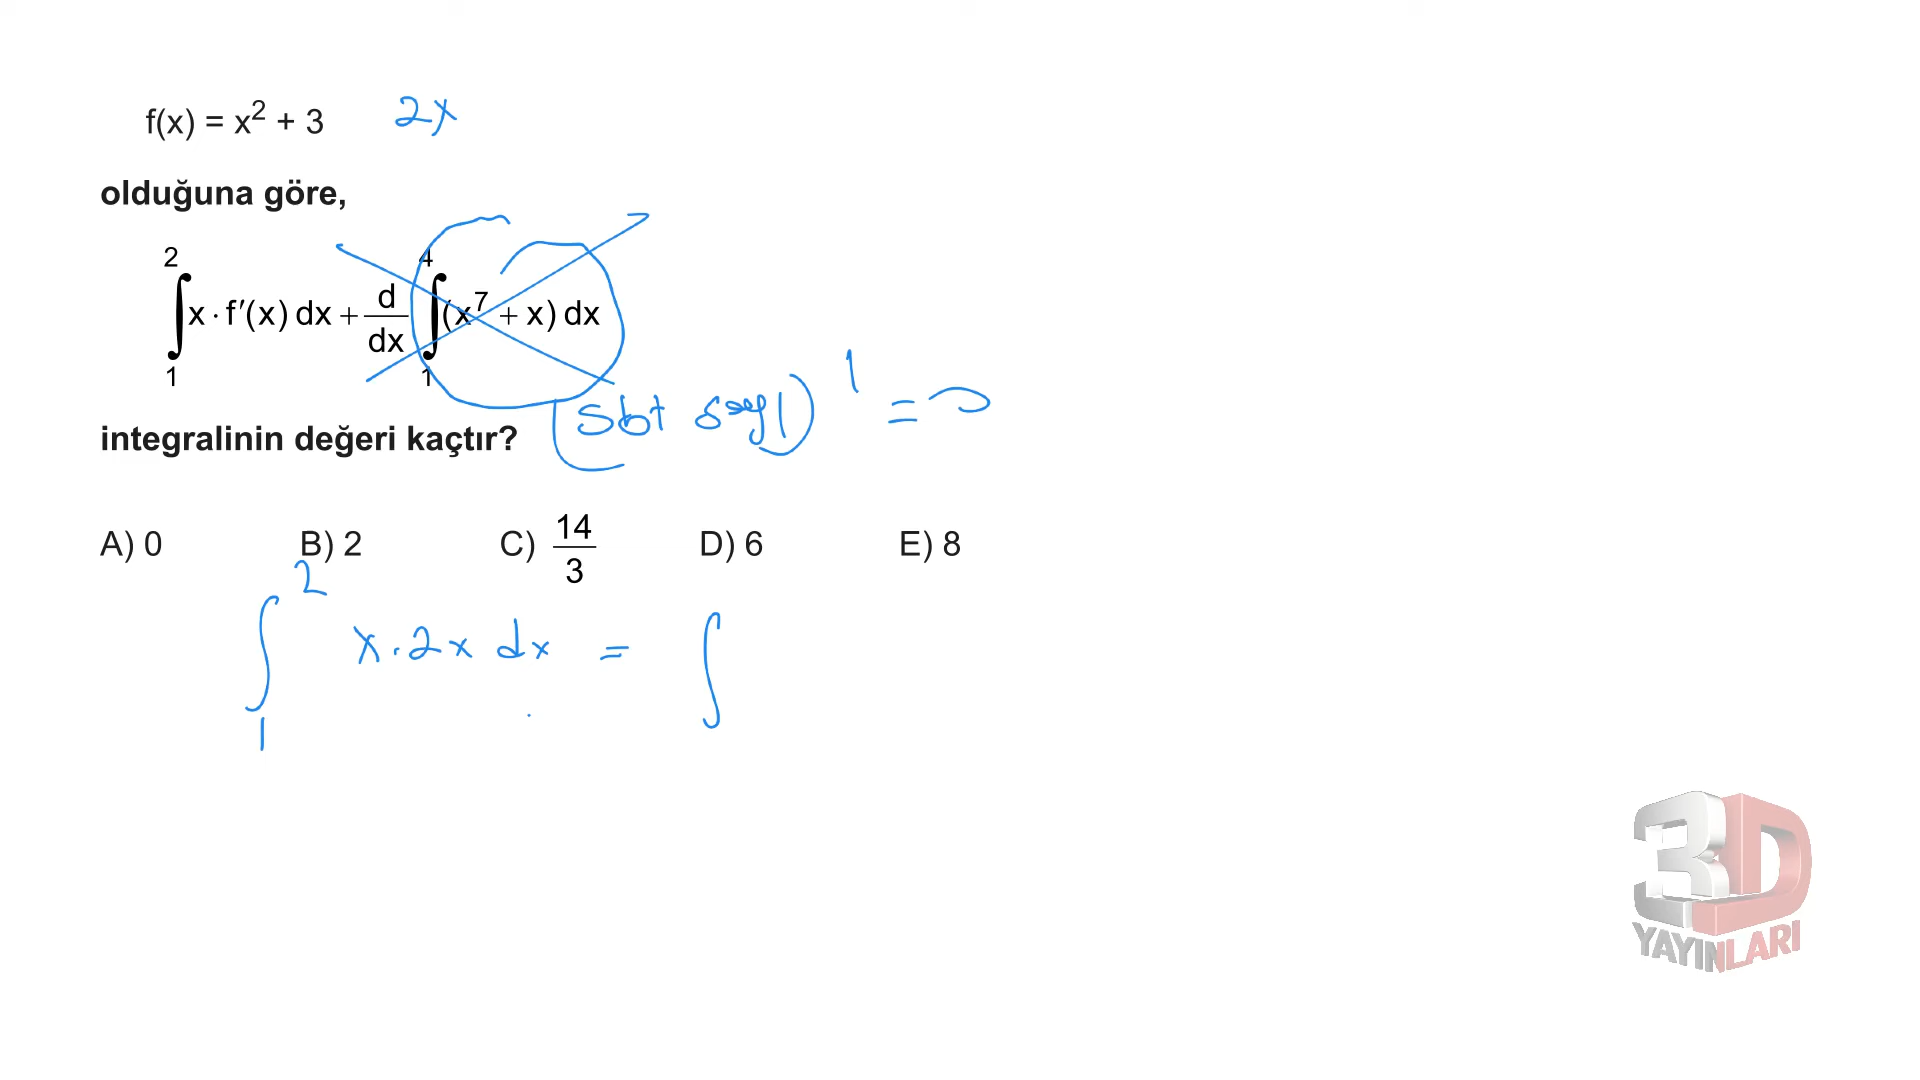 f(x) = x² + 3 2x
olduğuna göre,
∫₁² x · f′(x) dx + d/dx ∫₁⁴ (x⁷ + x) dx
(sbt sayı)′ =
integralinin değeri kaçtır?
A) 0 B) 2 C) 14/3 D) 6 E) 8
∫₁² x · 2x dx = ∫
3D
YAYINLARI